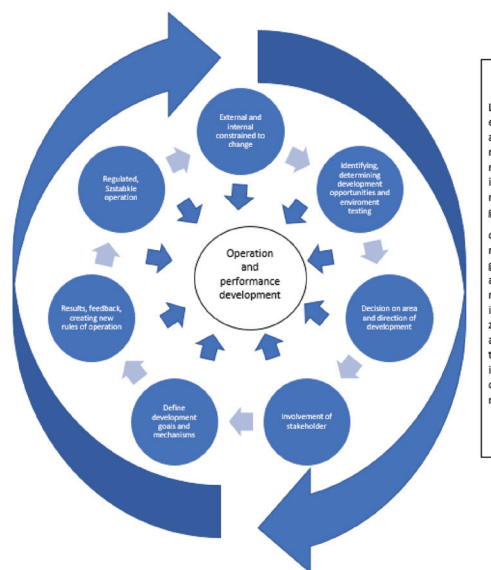 External and
internal
constrained to
change
Identifying,
determining
development
opportunities and
enviroment
testing
Decision on area
and direction of
development
Involvement of
stakeholder
Define
development
goals and
mechanisms
Results, feedback,
creating new
rules of operation
Regulated,
Szstabkle
operation
Operation
and
performance
development